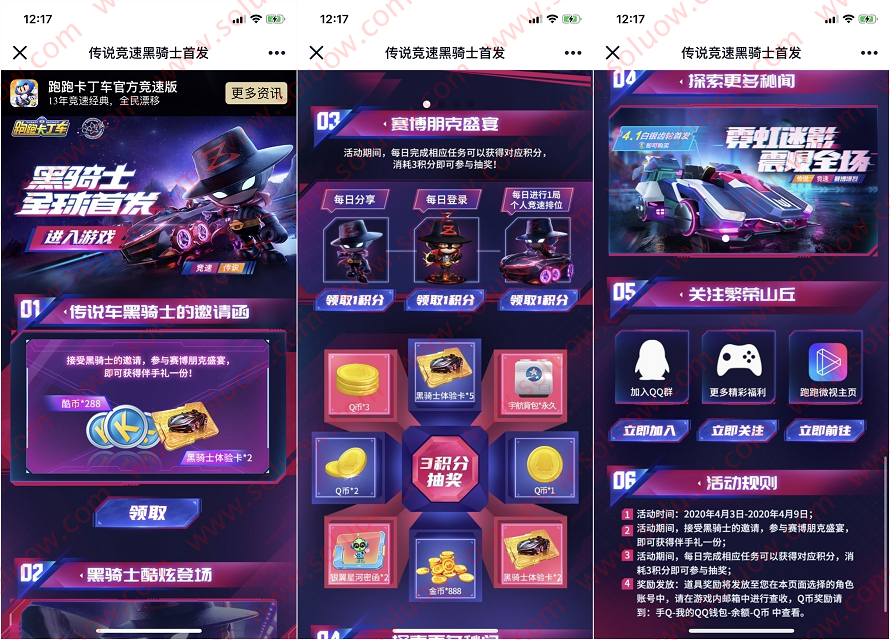 12:17
传说竞速黑骑士首发
跑跑卡丁车官方竞速版
13年竞速经典，全民漂移
更多资讯
跑跑卡丁车
黑骑士
全球首发
进入游戏
竞速
传说
01
传说车黑骑士的邀请函
接受黑骑士的邀请，参与赛博朋克盛宴，
即可获得伴手礼一份！
酷币*288
黑骑士体验卡*2
领取
02
黑骑士酷炫登场
12:17
传说竞速黑骑士首发
03
赛博朋克盛宴
活动期间，每日完成相应任务可以获得对应积分，
消耗3积分即可参与抽奖！
每日分享
每日登录
每日进行1局
个人竞速排位
领取1积分
领取1积分
领取1积分
Q币*3
黑骑士体验卡*5
宇航背包*永久
Q币*2
3积分
抽奖
Q币*1
银翼星河密函*2
金币*888
黑骑士体验卡*2
04
探索更多秘闻
12:17
传说竞速黑骑士首发
04
探索更多秘闻
4.1白银齿轮首发
即可购买
霓虹迷影
震爆全场
传说
竞速
05
关注繁荣山丘
加入QQ群
更多精彩福利
跑跑微视主页
立即加入
立即关注
立即前往
06
活动规则
1 活动时间：2020年4月3日-2020年4月9日；
2 活动期间，接受黑骑士的邀请，参与赛博朋克盛宴，
即可获得伴手礼一份；
3 活动期间，每日完成相应任务可以获得对应积分，消
耗3积分即可参与抽奖；
4 奖励发放：道具奖励将发放至您在本页面选择的角色
账号中，请在游戏内邮箱中进行查收，Q币奖励请
到：手Q-我的QQ钱包-余额-Q币 中查看。
www.soluow.com